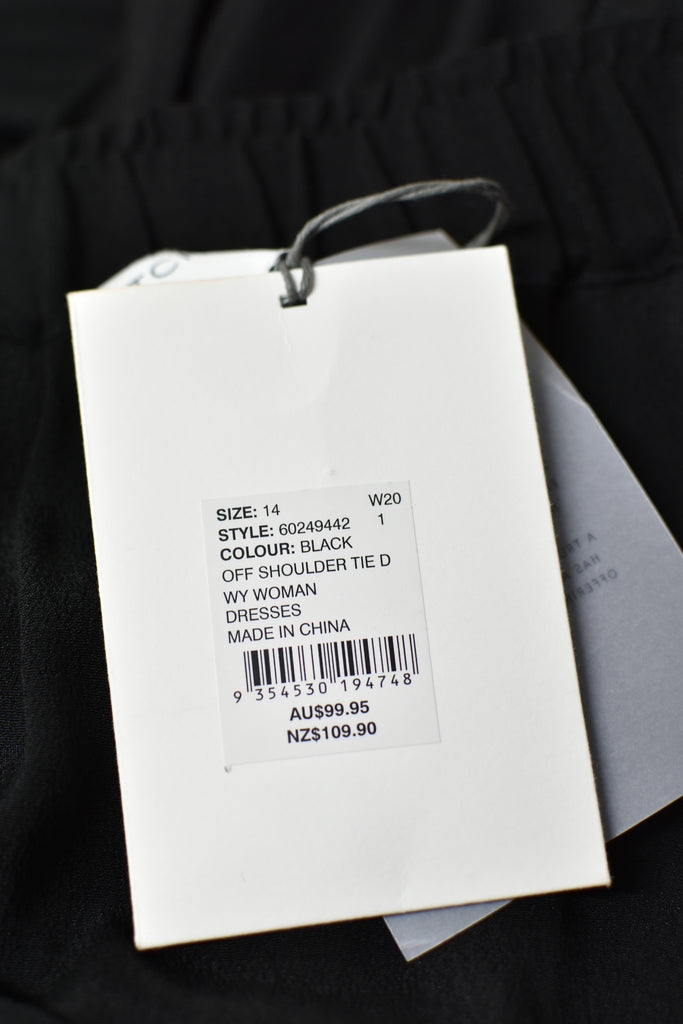 SIZE: 14 W20
STYLE: 60249442 1
COLOUR: BLACK
OFF SHOULDER TIE D
WY WOMAN
DRESSES
MADE IN CHINA
9 354530 194748
AU$99.95
NZ$109.90
A
HAS